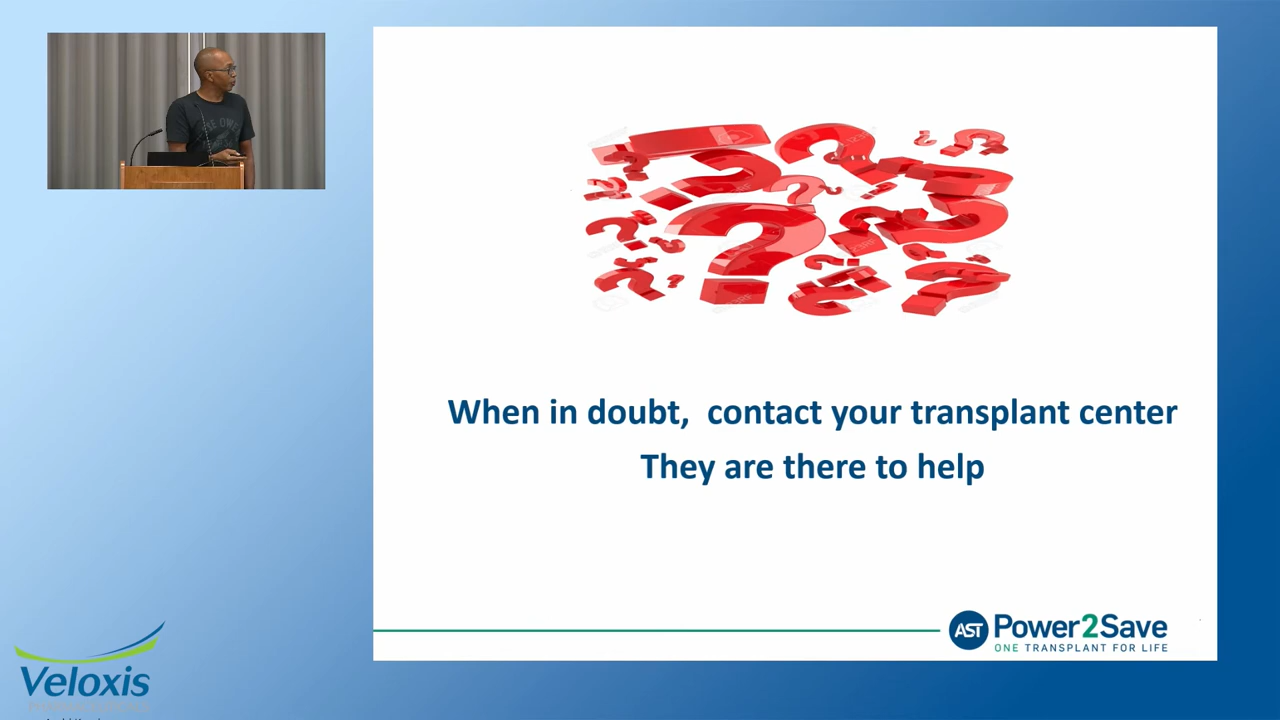 When in doubt,  contact your transplant center
They are there to help
AST Power2Save
ONE TRANSPLANT FOR LIFE
Veloxis